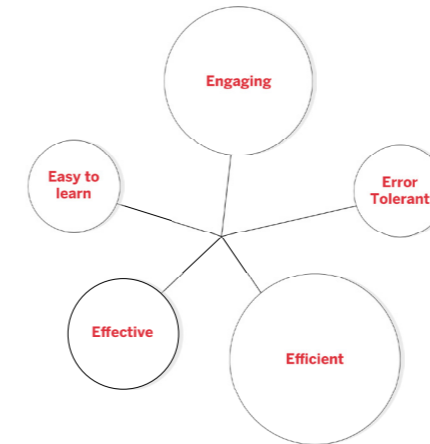 Engaging
Easy to
learn
Error
Tolerant
Effective
Efficient